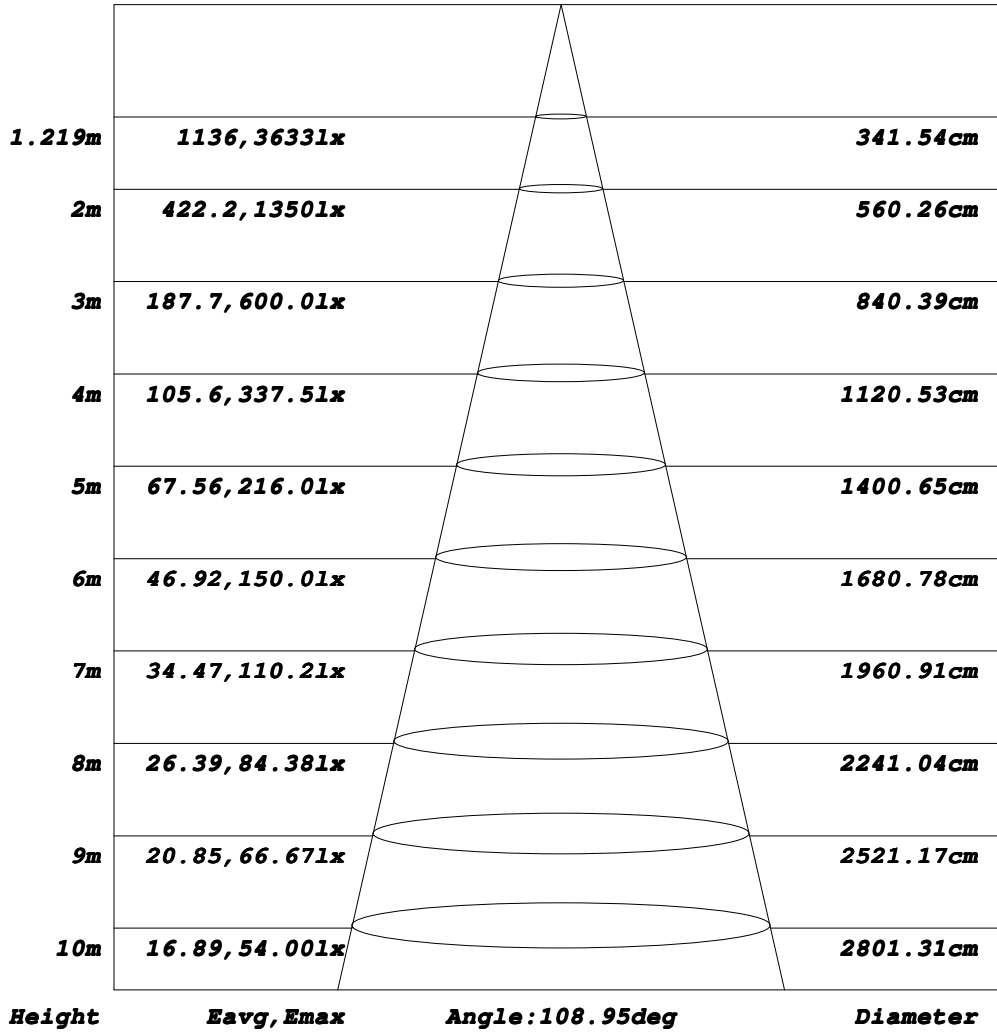 1.219m 1136,3633lx 341.54cm
2m 422.2,1350lx 560.26cm
3m 187.7,600.0lx 840.39cm
4m 105.6,337.5lx 1120.53cm
5m 67.56,216.0lx 1400.65cm
6m 46.92,150.0lx 1680.78cm
7m 34.47,110.2lx 1960.91cm
8m 26.39,84.38lx 2241.04cm
9m 20.85,66.67lx 2521.17cm
10m 16.89,54.00lx 2801.31cm
Height Eavg,Emax Angle:108.95deg Diameter